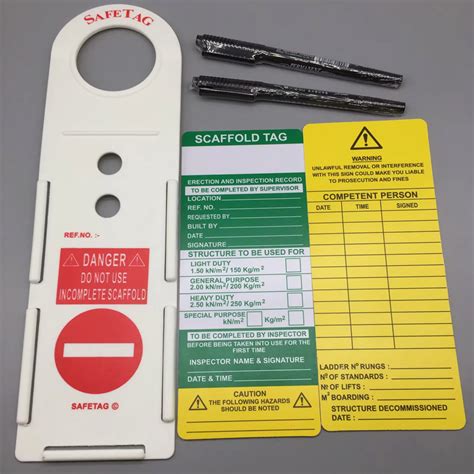 SAFETAG
REF.NO. :-
DANGER
DO NOT USE
INCOMPLETE SCAFFOLD
SAFETAG ©
SCAFFOLD TAG
ERECTION AND INSPECTION RECORD
TO BE COMPLETED BY SUPERVISOR
LOCATION
REF. NO.
REQUESTED BY
BUILT BY
DATE
SIGNATURE
STRUCTURE TO BE USED FOR
LIGHT DUTY
1.50 kN/m²/ 150 Kg/m²
GENERAL PURPOSE
2.00 kN/m²/ 200 Kg/m²
HEAVY DUTY
2.50 kN/m²/ 250 Kg/m²
SPECIAL PURPOSE
kN/m² Kg/m²
TO BE COMPLETED BY INSPECTOR
BEFORE BEING TAKEN INTO USE FOR THE
FIRST TIME
INSPECTOR NAME & SIGNATURE
DATE & TIME
CAUTION
THE FOLLOWING HAZARDS
SHOULD BE NOTED
WARNING
UNLAWFUL REMOVAL OR INTERFERENCE
WITH THIS SIGN COULD MAKE YOU LIABLE
TO PROSECUTION AND FINES
COMPETENT PERSON
DATE TIME SIGNED
LADDER Nº RUNGS :
Nº OF STANDARDS :
Nº OF LIFTS :
M² BOARDING :
STRUCTURE DECOMMISSIONED
DATE :